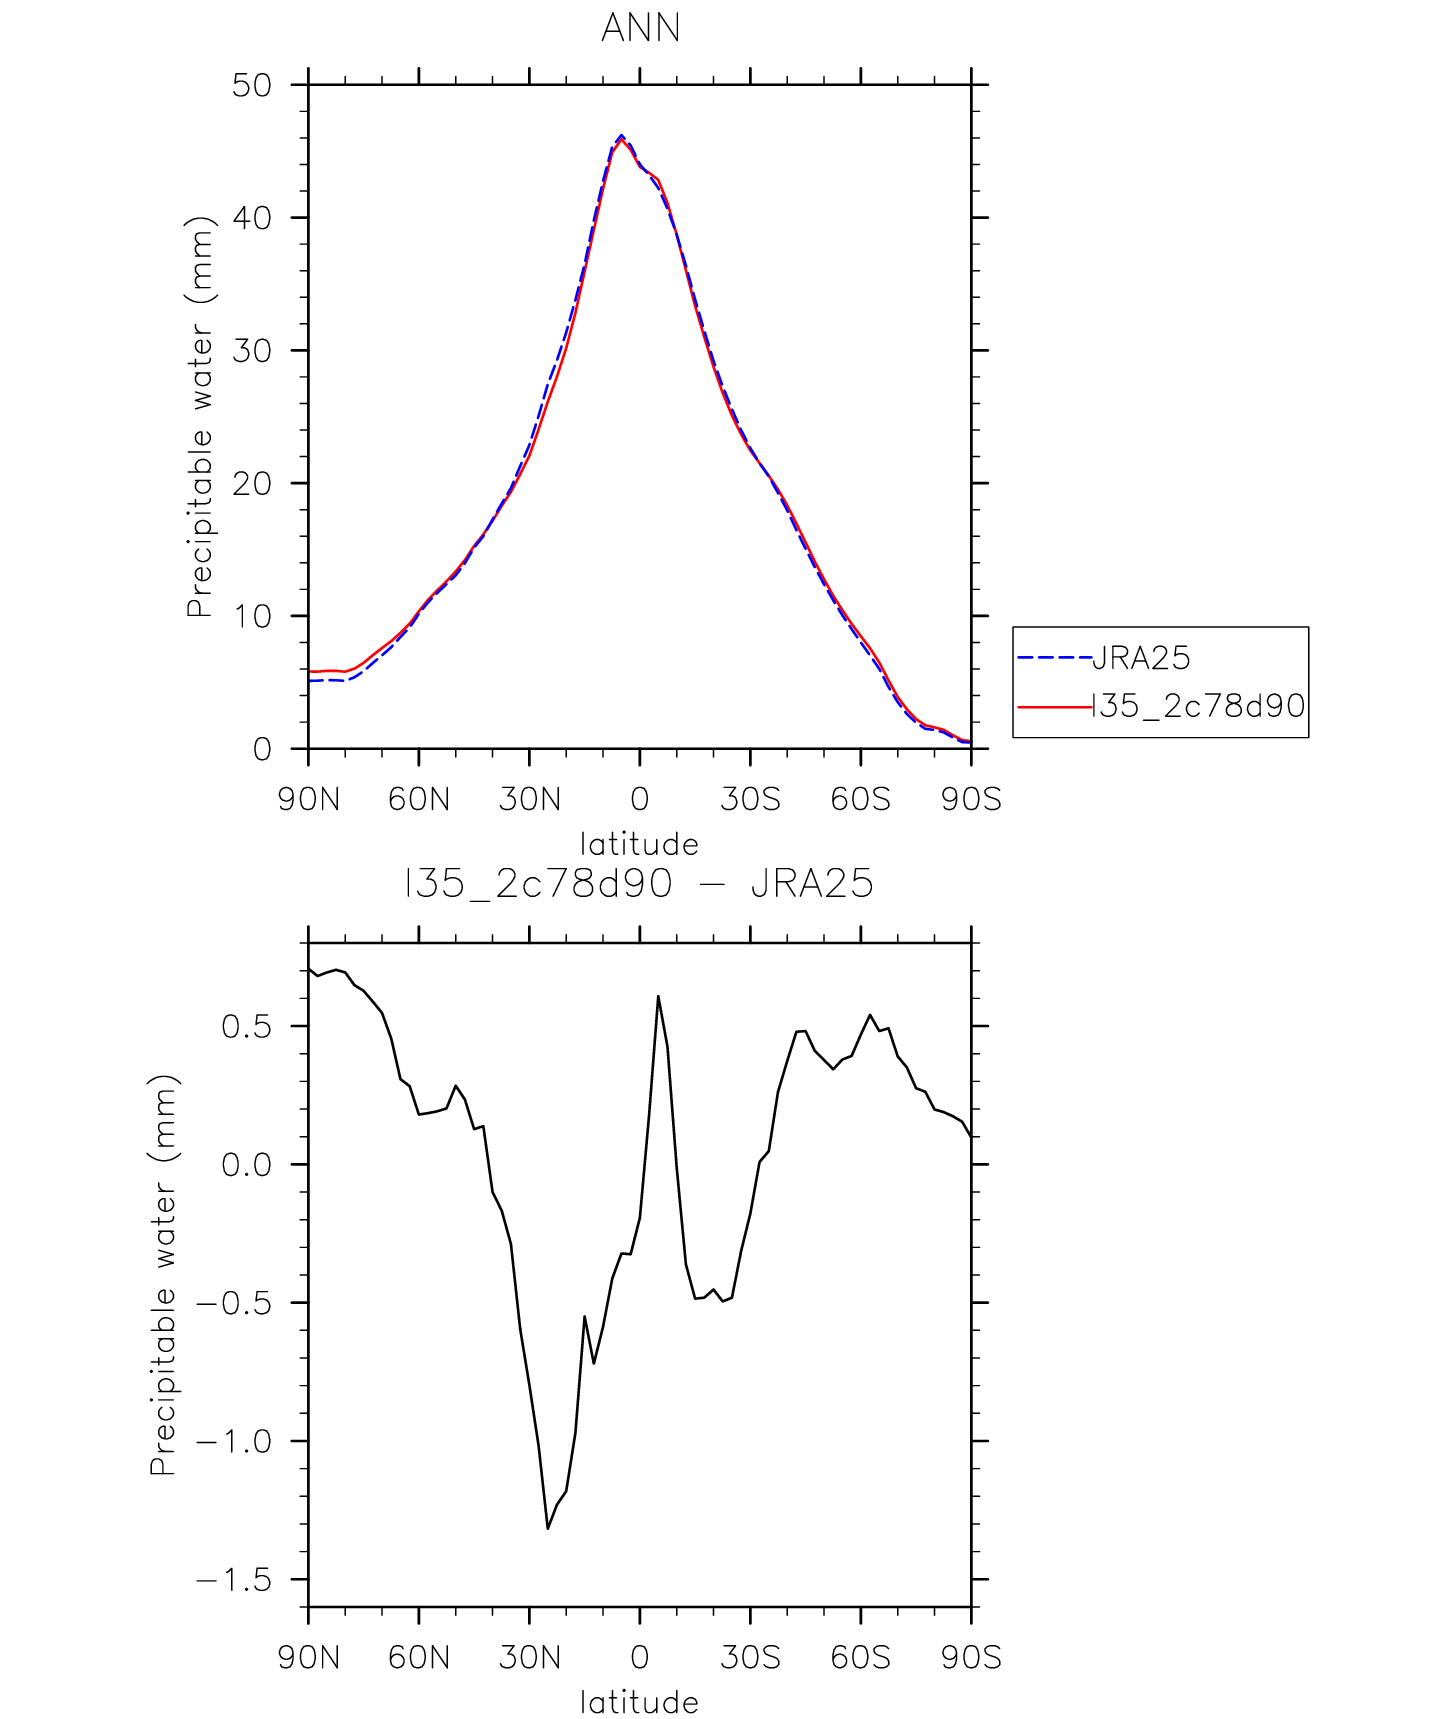 ANN
50
40
30
20
10
0
Precipitable water (mm)
90N 60N 30N 0 30S 60S 90S
latitude
JRA25
I35_2c78d90
I35_2c78d90 − JRA25
0.5
0.0
−0.5
−1.0
−1.5
Precipitable water (mm)
90N 60N 30N 0 30S 60S 90S
latitude